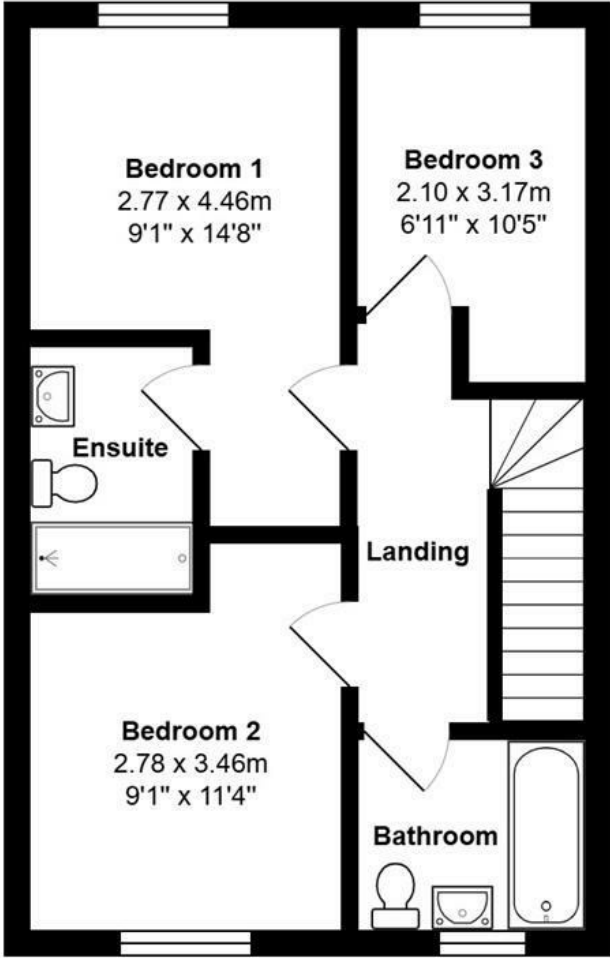 Bedroom 1
2.77 x 4.46m
9'1" x 14'8"
Bedroom 3
2.10 x 3.17m
6'11" x 10'5"
Ensuite
Landing
Bedroom 2
2.78 x 3.46m
9'1" x 11'4"
Bathroom